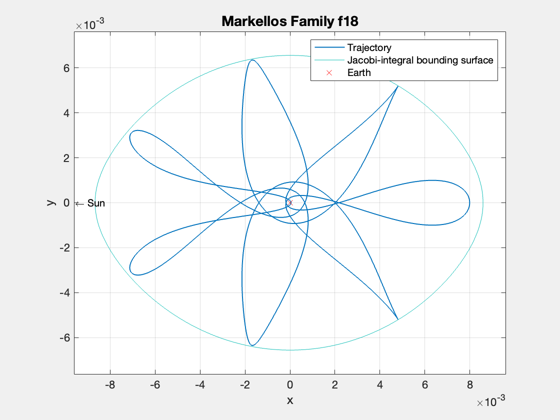 Markellos Family f18
×10⁻³
Trajectory
Jacobi-integral bounding surface
Earth
6
4
2
0
-2
-4
-6
y
← Sun
-8 -6 -4 -2 0 2 4 6 8
x
×10⁻³